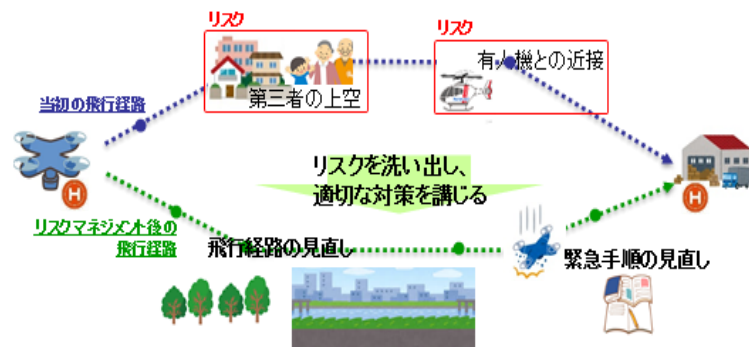 リスク
リスク
有人機との近接
第三者の上空
当初の飛行経路
H
H
リスクを洗い出し、
適切な対策を講じる
リスクマネジメント後の
飛行経路
飛行経路の見直し
緊急手順の見直し